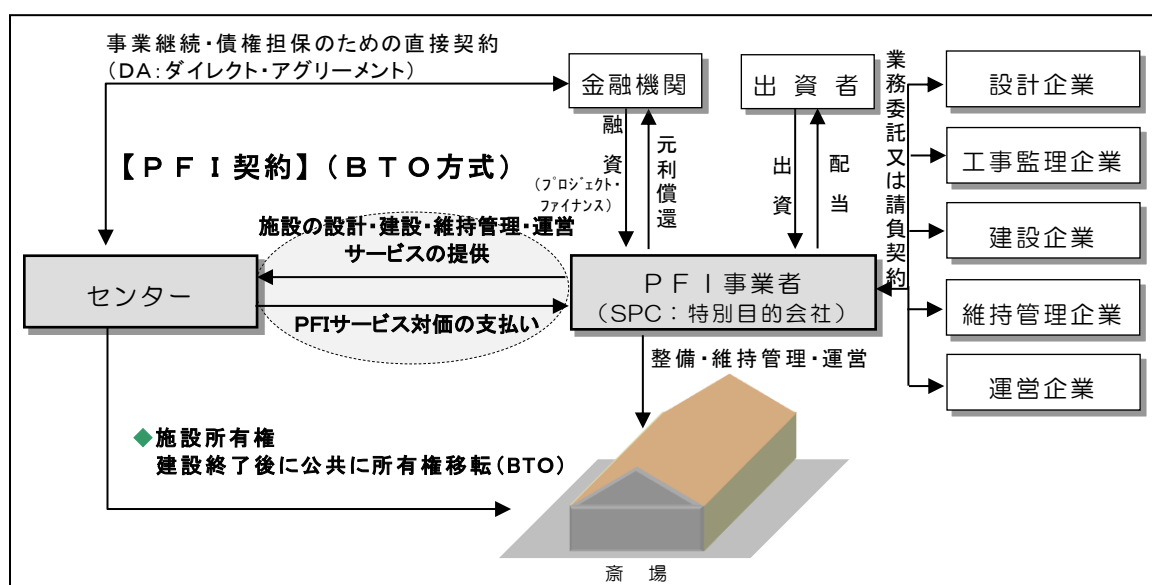 事業継続・債権担保のための直接契約
（DA：ダイレクト・アグリーメント）
金融機関
出 資 者
業務委託又は請負契約
設計企業
工事監理企業
建設企業
維持管理企業
運営企業
融資
（プロジェクト・
ファイナンス）
元利償還
出資
配当
【ＰＦＩ契約】（ＢＴＯ方式）
施設の設計・建設・維持管理・運営
サービスの提供
センター
PFIサービス対価の支払い
ＰＦＩ事業者
（SPC：特別目的会社）
整備・維持管理・運営
◆施設所有権
建設終了後に公共に所有権移転（BTO）
斎 場